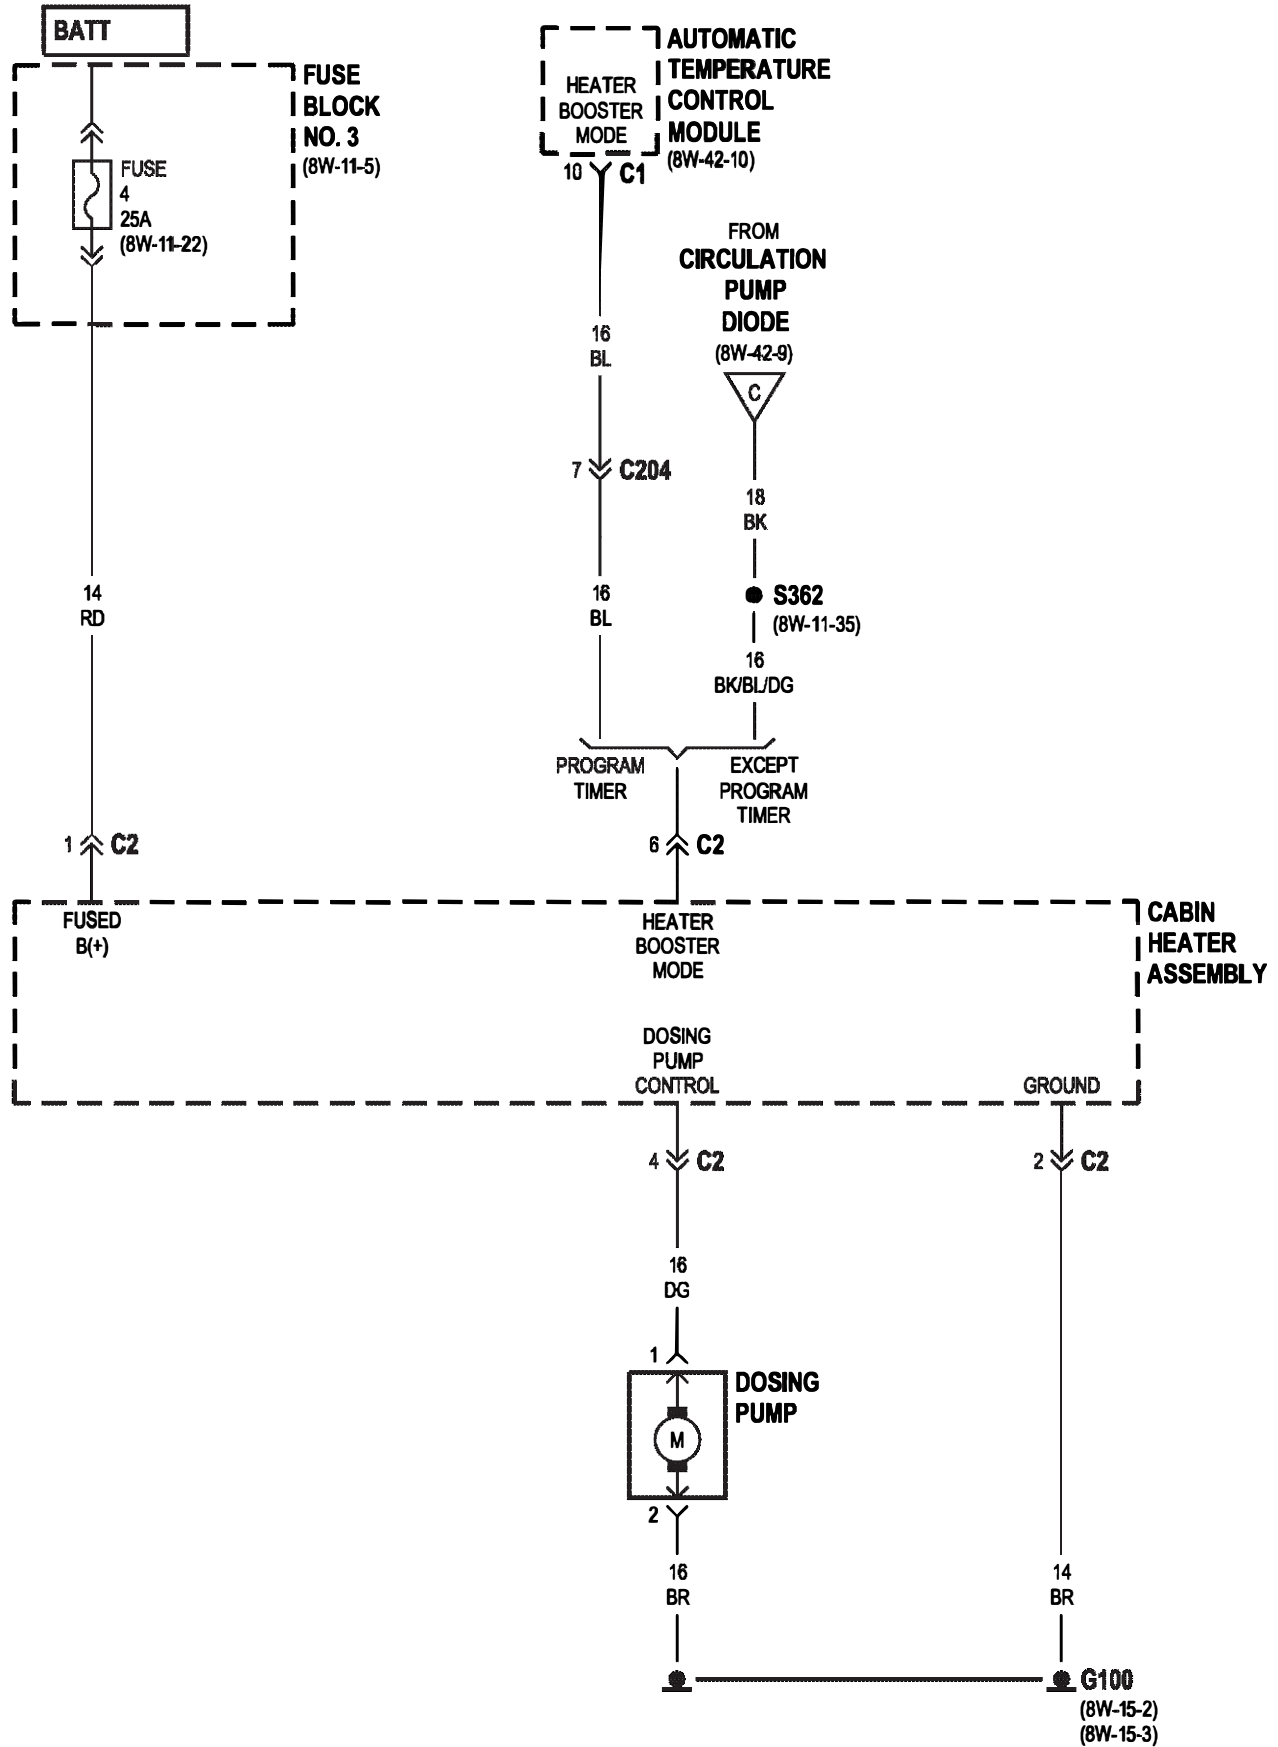 BATT
FUSE
BLOCK
NO. 3
(8W-11-5)
FUSE
4
25A
(8W-11-22)
AUTOMATIC
TEMPERATURE
CONTROL
MODULE
(8W-42-10)
HEATER
BOOSTER
MODE
10
C1
FROM
CIRCULATION
PUMP
DIODE
(8W-42-9)
C
16
BL
7
C204
18
BK
14
RD
16
BL
S362
(8W-11-35)
16
BK/BL/DG
PROGRAM
TIMER
EXCEPT
PROGRAM
TIMER
1
C2
6
C2
FUSED
B(+)
HEATER
BOOSTER
MODE
CABIN
HEATER
ASSEMBLY
DOSING
PUMP
CONTROL
GROUND
4
C2
2
C2
16
DG
1
DOSING
PUMP
M
2
16
BR
14
BR
G100
(8W-15-2)
(8W-15-3)